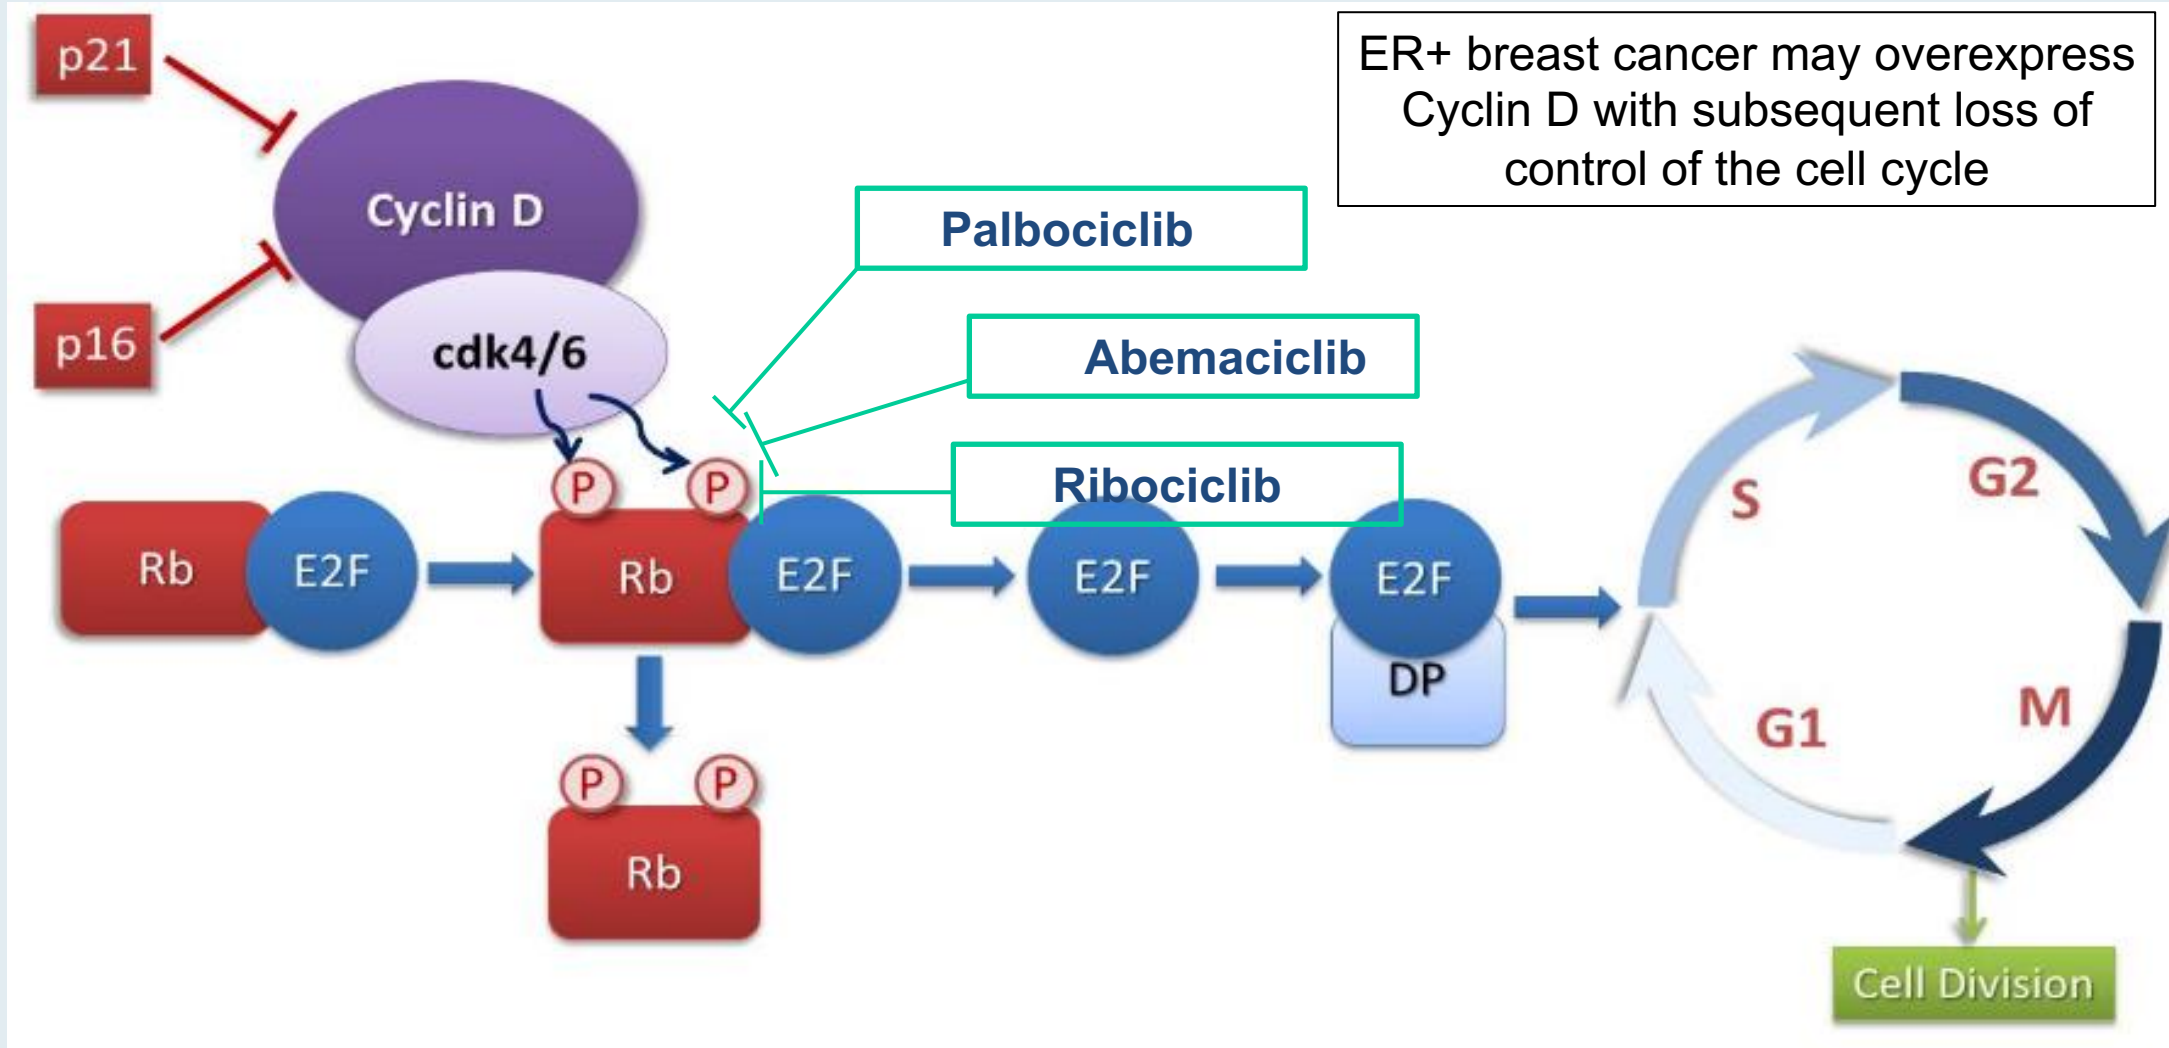 p21
ER+ breast cancer may overexpress
Cyclin D with subsequent loss of
control of the cell cycle
Cyclin D
Palbociclib
p16
cdk4/6
Abemaciclib
Ribociclib
P
P
Rb
E2F
Rb
E2F
E2F
E2F
DP
S
G2
G1
M
P
P
Rb
Cell Division